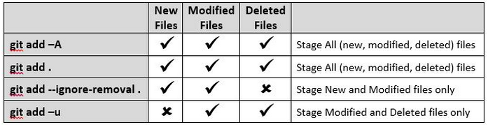 New Files Modified Files Deleted Files
git add –A ✓ ✓ ✓ Stage All (new, modified, deleted) files
git add . ✓ ✓ ✓ Stage All (new, modified, deleted) files
git add --ignore-removal . ✓ ✓ ✗ Stage New and Modified files only
git add –u ✗ ✓ ✓ Stage Modified and Deleted files only